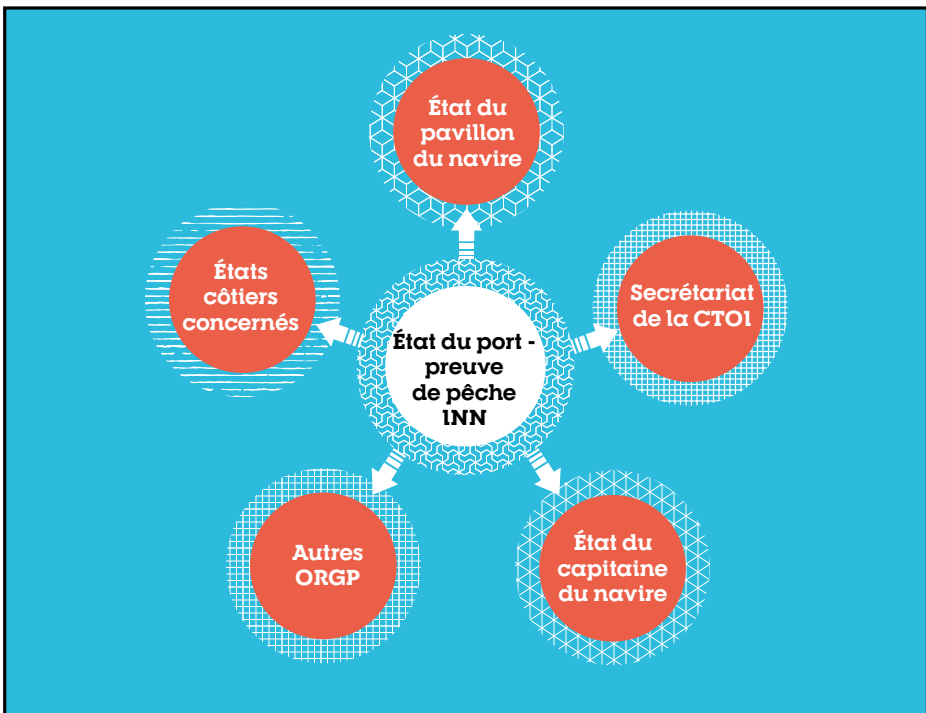 État du
pavillon
du navire
États
côtiers
concernés
Secrétariat
de la CTOI
État du port -
preuve
de pêche
INN
Autres
ORGP
État du
capitaine
du navire